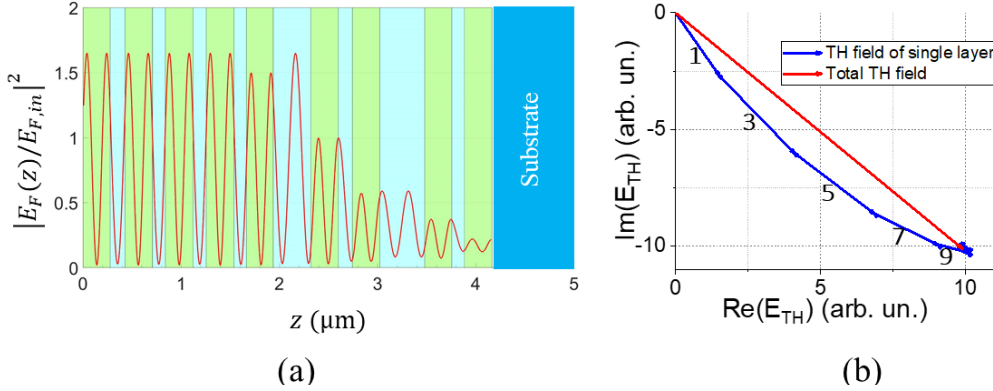 |E_F(z)/E_{F,in}|²
2
1.5
1
0.5
0
0
1
2
3
4
5
z (µm)
Substrate
(a)
Im(E_TH) (arb. un.)
0
-5
-10
0
5
10
Re(E_TH) (arb. un.)
TH field of single layer
Total TH field
1
3
5
7
9
(b)